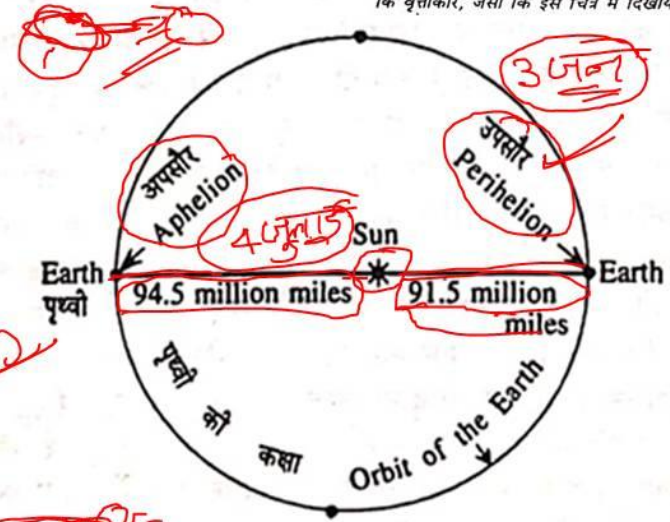 कि वृत्ताकार, जैसा कि इस चित्र में दिखाया
3 जन
उपसौर
Perihelion
अपसौर
Aphelion
4 जुलाई
Sun
Earth
पृथ्वी
94.5 million miles
91.5 million
miles
Earth
पृथ्वी की कक्षा
Orbit of the Earth